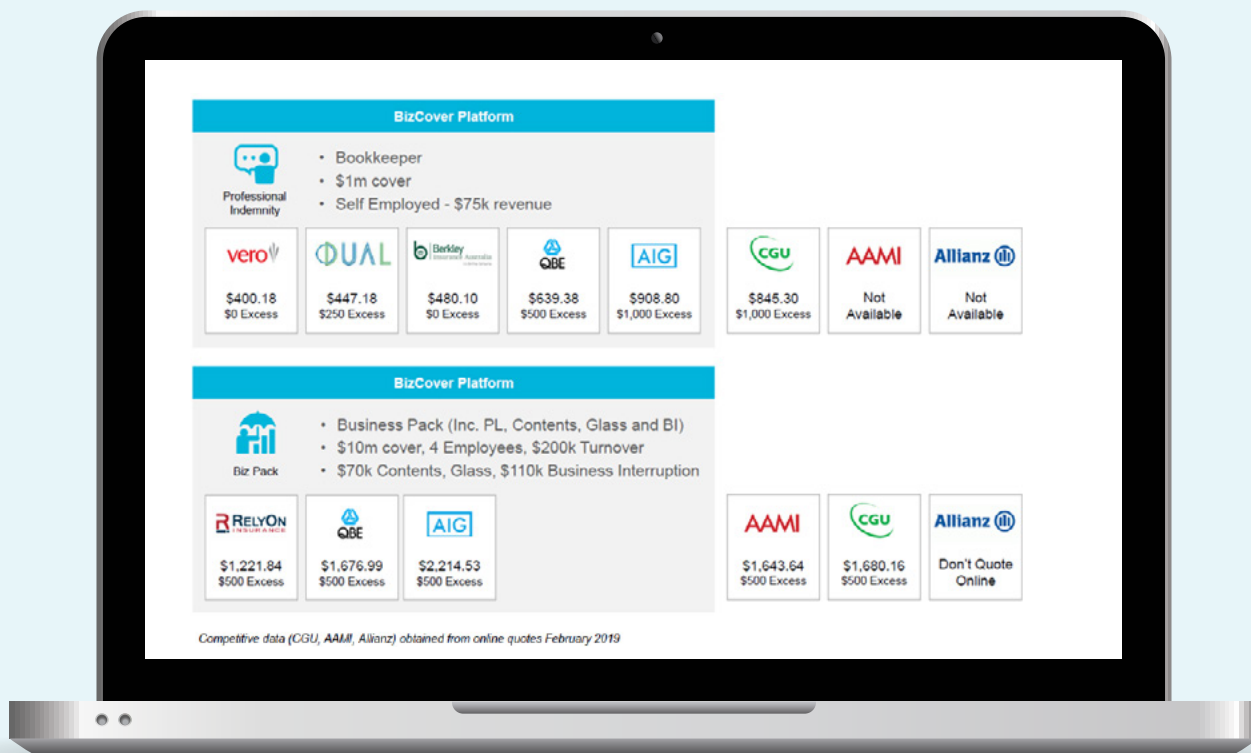 BizCover Platform
Professional
Indemnity
• Bookkeeper
• $1m cover
• Self Employed - $75k revenue
vero
DUAL
b Berkley
Insurance Australia
QBE
AIG
CGU
AAMI
Allianz
$400.18
$0 Excess
$447.18
$250 Excess
$480.10
$0 Excess
$639.38
$500 Excess
$908.80
$1,000 Excess
$845.30
$1,000 Excess
Not
Available
Not
Available
BizCover Platform
Biz Pack
• Business Pack (Inc. PL, Contents, Glass and BI)
• $10m cover, 4 Employees, $200k Turnover
• $70k Contents, Glass, $110k Business Interruption
RELYON
INSURANCE
QBE
AIG
AAMI
CGU
Allianz
$1,221.84
$500 Excess
$1,676.99
$500 Excess
$2,214.53
$500 Excess
$1,643.64
$500 Excess
$1,680.16
$500 Excess
Don't Quote
Online
Competitive data (CGU, AAMI, Allianz) obtained from online quotes February 2019